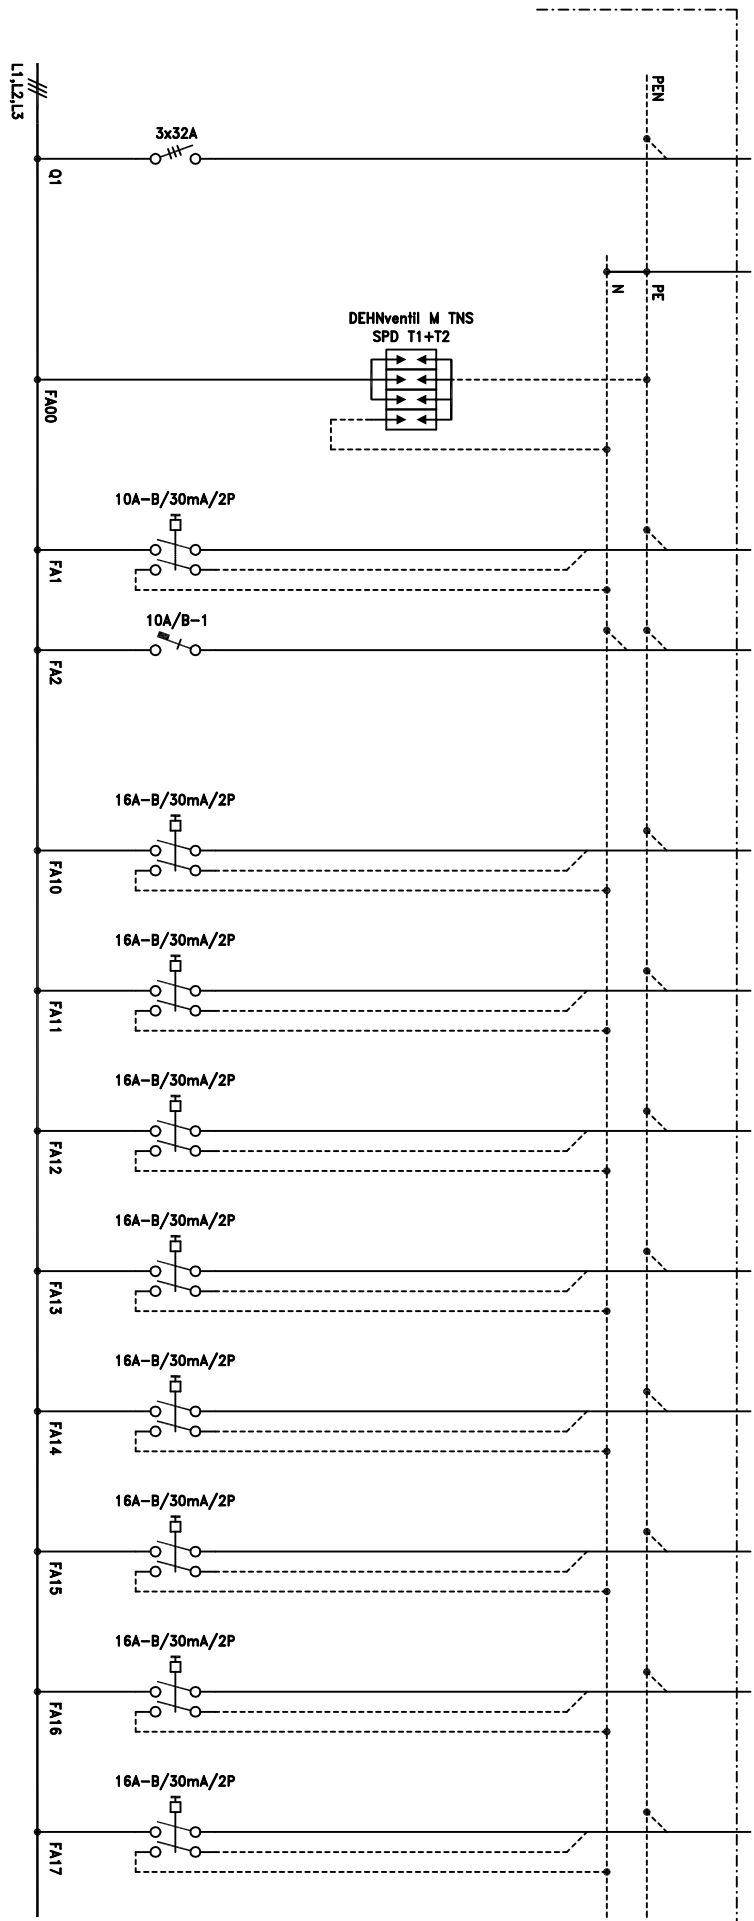 L1,L2,L3
PEN
3x32A
Q1
N
PE
DEHNventil M TNS
SPD T1+T2
FA00
10A-B/30mA/2P
FA1
10A/B-1
FA2
16A-B/30mA/2P
FA10
16A-B/30mA/2P
FA11
16A-B/30mA/2P
FA12
16A-B/30mA/2P
FA13
16A-B/30mA/2P
FA14
16A-B/30mA/2P
FA15
16A-B/30mA/2P
FA16
16A-B/30mA/2P
FA17